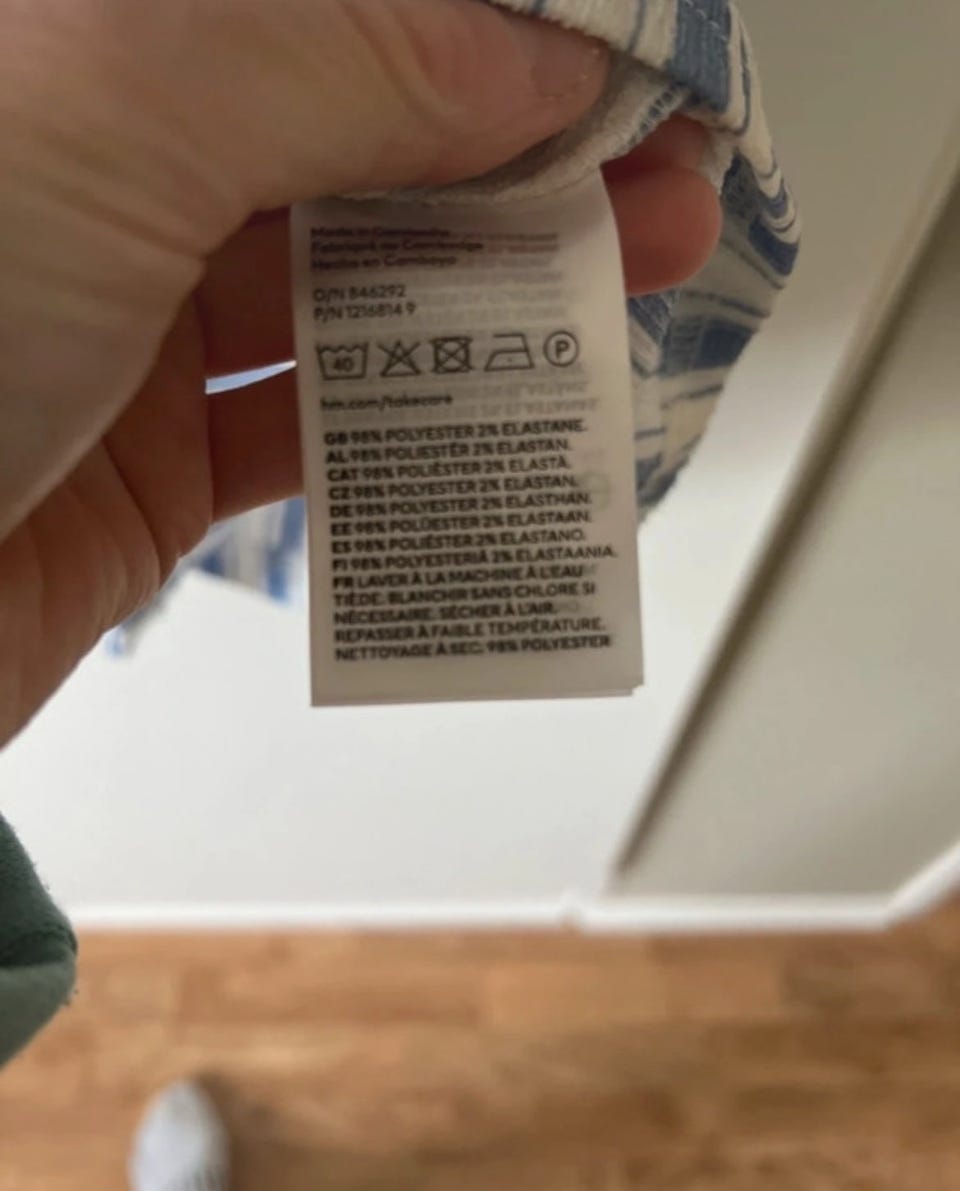 Made in Cambodia
Fabriqué au Cambodge
Hecho en Camboya
O/N 846292
P/N 1216814 9
40
P
hm.com/takecare
GB 98% POLYESTER 2% ELASTANE.
AL 98% POLIESTËR 2% ELASTAN.
CAT 98% POLIÈSTER 2% ELASTÀ.
CZ 98% POLYESTER 2% ELASTAN.
DE 98% POLYESTER 2% ELASTHAN.
EE 98% POLÜESTER 2% ELASTAAN.
ES 98% POLIÉSTER 2% ELASTANO.
FI 98% POLYESTERIÄ 2% ELASTAANIA.
FR LAVER À LA MACHINE À L'EAU
TIÈDE. BLANCHIR SANS CHLORE SI
NÉCESSAIRE. SÉCHER À L'AIR.
REPASSER À FAIBLE TEMPÉRATURE.
NETTOYAGE À SEC. 98% POLYESTER